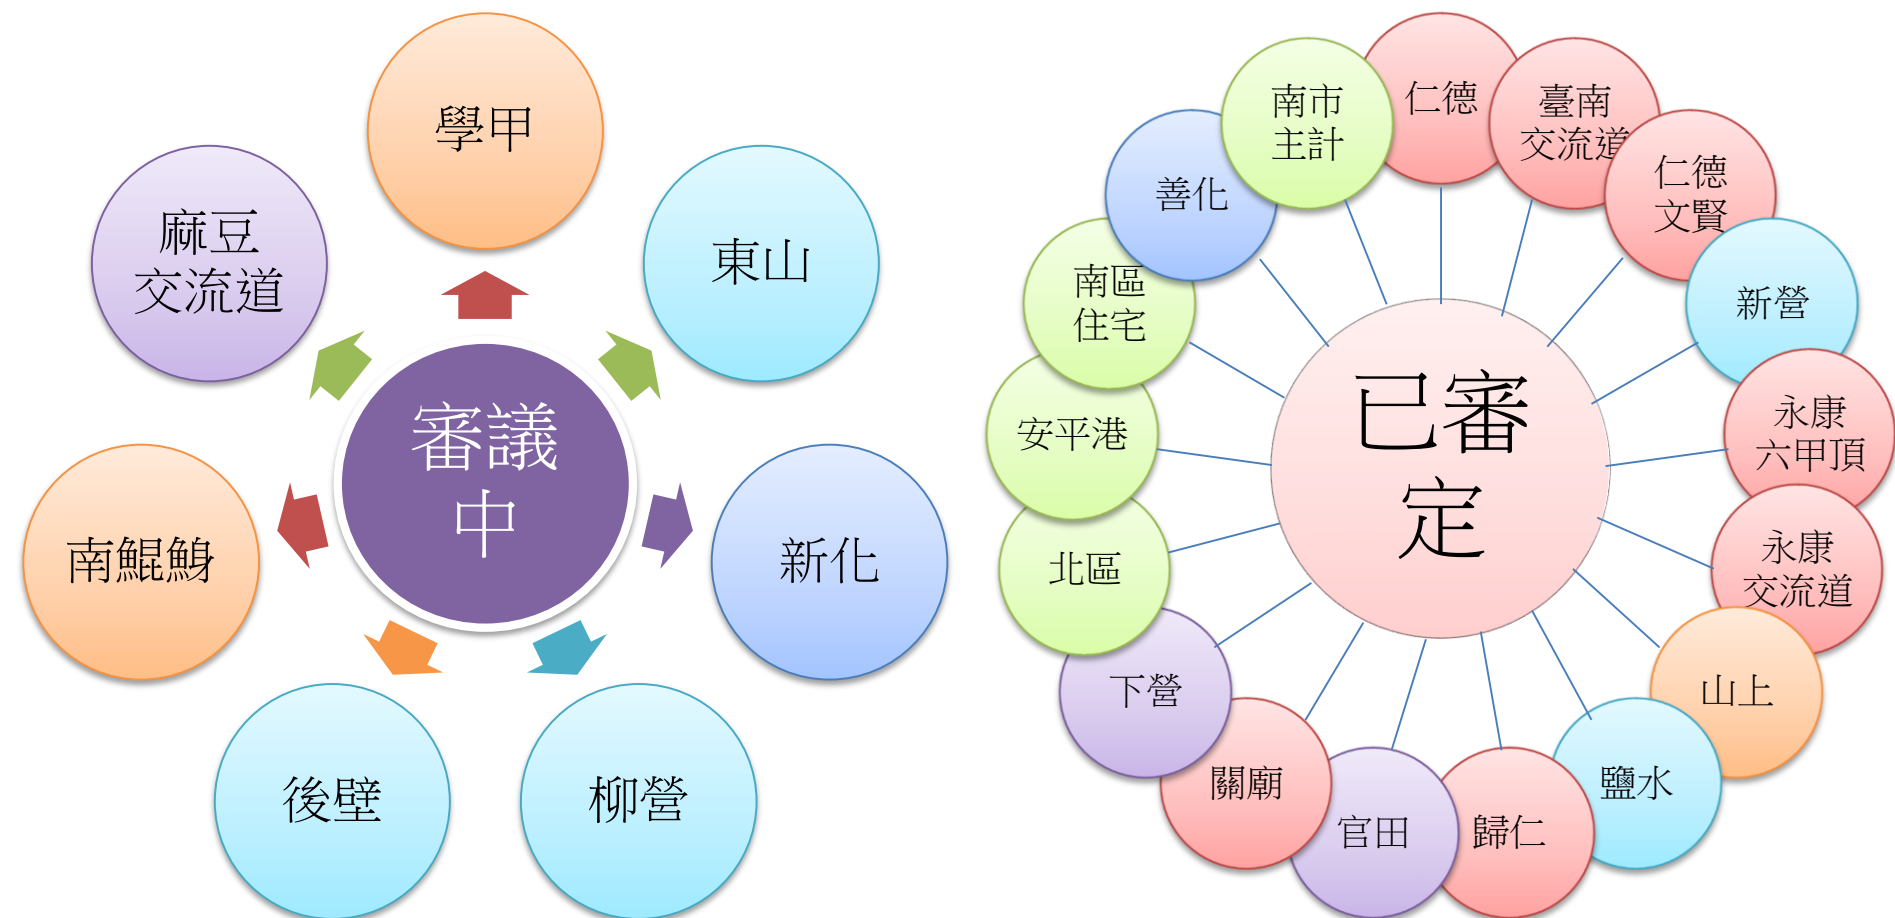 審議
中
學甲
東山
新化
柳營
後壁
南鯤鯓
麻豆
交流道
已審
定
仁德
臺南
交流道
仁德
文賢
新營
永康
六甲頂
永康
交流道
山上
鹽水
歸仁
官田
關廟
下營
北區
安平港
南區
住宅
善化
南市
主計